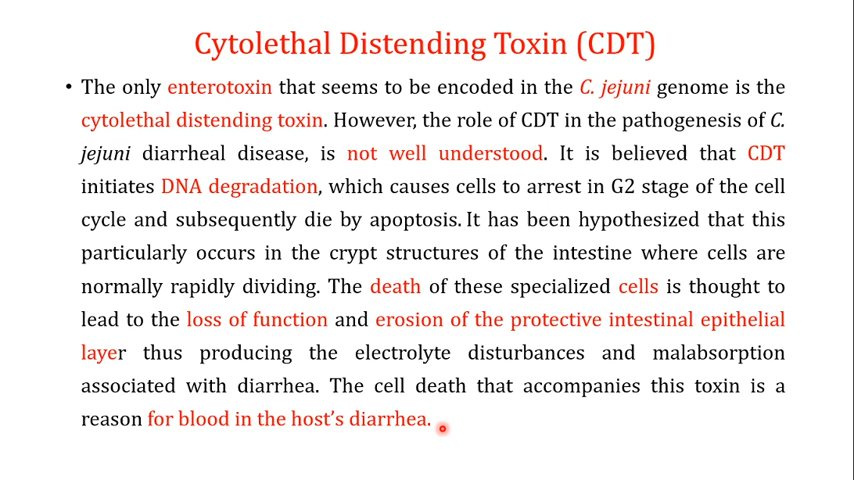 Cytolethal Distending Toxin (CDT)
• The only enterotoxin that seems to be encoded in the C. jejuni genome is the
cytolethal distending toxin. However, the role of CDT in the pathogenesis of C.
jejuni diarrheal disease, is not well understood. It is believed that CDT
initiates DNA degradation, which causes cells to arrest in G2 stage of the cell
cycle and subsequently die by apoptosis. It has been hypothesized that this
particularly occurs in the crypt structures of the intestine where cells are
normally rapidly dividing. The death of these specialized cells is thought to
lead to the loss of function and erosion of the protective intestinal epithelial
layer thus producing the electrolyte disturbances and malabsorption
associated with diarrhea. The cell death that accompanies this toxin is a
reason for blood in the host’s diarrhea.